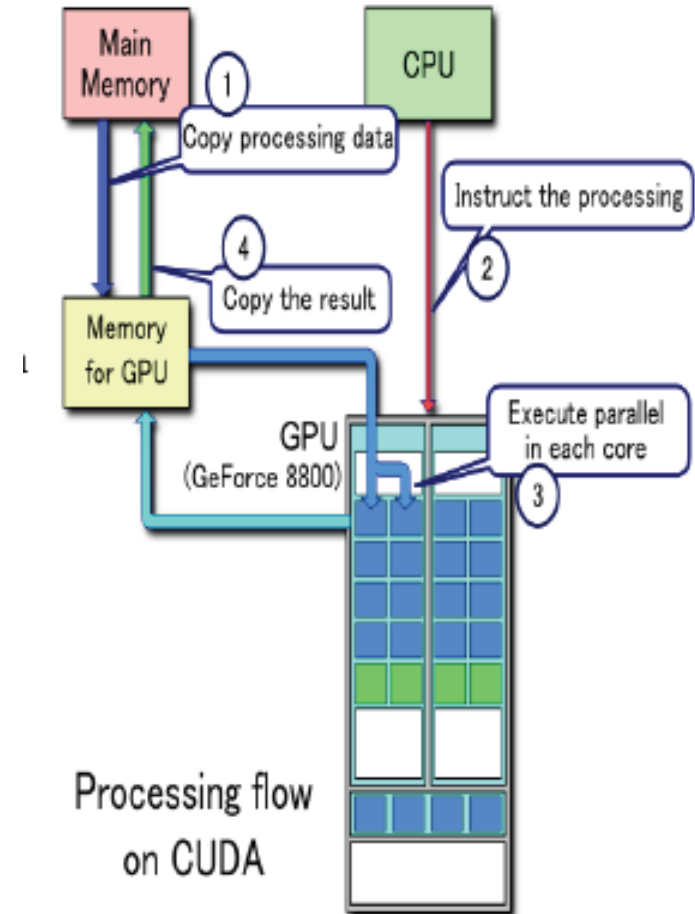 Main
Memory
CPU
1
Copy processing data
Instruct the processing
2
4
Copy the result
Memory
for GPU
Execute parallel
in each core
3
GPU
(GeForce 8800)
Processing flow
on CUDA